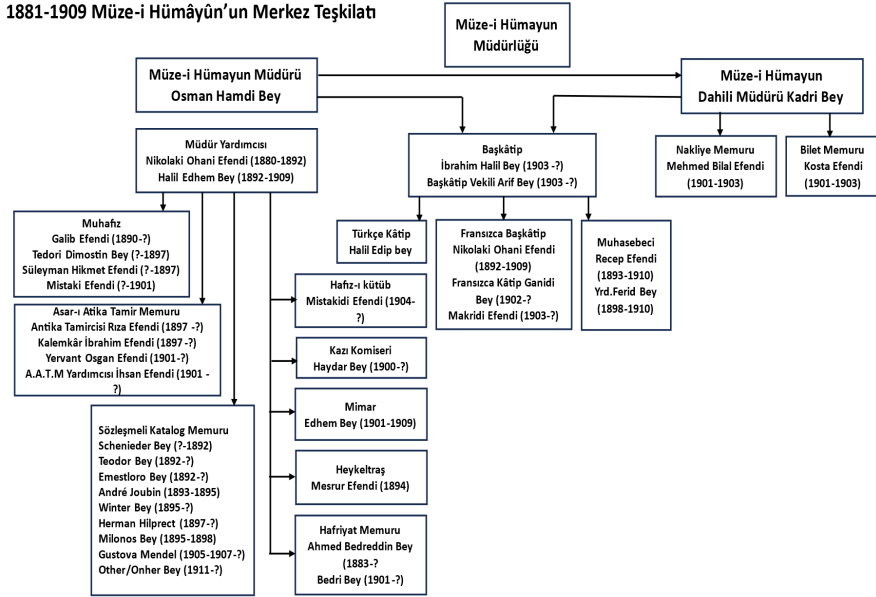 1881-1909 Müze-i Hümâyûn’un Merkez Teşkilatı
Müze-i Hümayun
Müdürlüğü
Müze-i Hümayun Müdürü
Osman Hamdi Bey
Müze-i Hümayun
Dahili Müdürü Kadri Bey
Müdür Yardımcısı
Nikolaki Ohani Efendi (1880-1892)
Halil Edhem Bey (1892-1909)
Başkâtip
İbrahim Halil Bey (1903 -?)
Başkâtip Vekili Arif Bey (1903 -?)
Nakliye Memuru
Mehmed Bilal Efendi
(1901-1903)
Bilet Memuru
Kosta Efendi
(1901-1903)
Muhafız
Galib Efendi (1890-?)
Tedori Dimostin Bey (?-1897)
Süleyman Hikmet Efendi (?-1897)
Mistaki Efendi (?-1901)
Türkçe Kâtip
Halil Edip bey
Fransızca Başkâtip
Nikolaki Ohani Efendi
(1892-1909)
Fransızca Kâtip Ganidi
Bey (1902-?
Makridi Efendi (1903-?)
Muhasebeci
Recep Efendi
(1893-1910)
Yrd.Ferid Bey
(1898-1910)
Asar-ı Atika Tamir Memuru
Antika Tamircisi Rıza Efendi (1897 -?)
Kalemkâr İbrahim Efendi (1897 -?)
Yervant Osgan Efendi (1901-?)
A.A.T.M Yardımcısı İhsan Efendi (1901 -
?)
Hafız-ı kütüb
Mistakidi Efendi (1904-
?)
Kazı Komiseri
Haydar Bey (1900-?)
Mimar
Edhem Bey (1901-1909)
Heykeltraş
Mesrur Efendi (1894)
Hafriyat Memuru
Ahmed Bedreddin Bey
(1883-?
Bedri Bey (1901-?)
Sözleşmeli Katalog Memuru
Schenieder Bey (?-1892)
Teodor Bey (1892-?)
Emestloro Bey (1892-?)
André Joubin (1893-1895)
Winter Bey (1895-?)
Herman Hilprect (1897-?)
Milonos Bey (1895-1898)
Gustova Mendel (1905-1907-?)
Other/Onher Bey (1911-?)